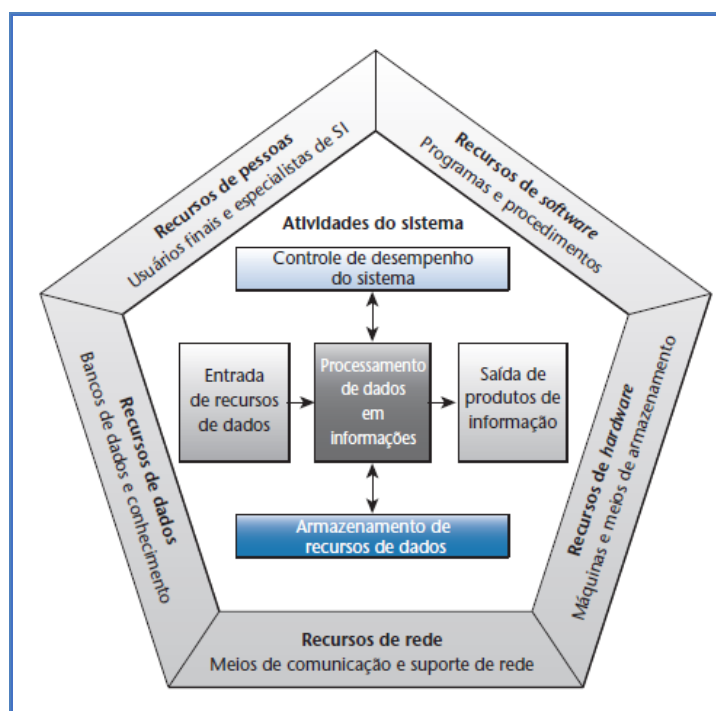 Recursos de pessoas
Usuários finais e especialistas de SI
Recursos de software
Programas e procedimentos
Atividades do sistema
Controle de desempenho
do sistema
Entrada
de recursos
de dados
Processamento
de dados
em
informações
Saída de
produtos de
informação
Armazenamento de
recursos de dados
Recursos de dados
Bancos de dados e conhecimento
Recursos de hardware
Máquinas e meios de armazenamento
Recursos de rede
Meios de comunicação e suporte de rede